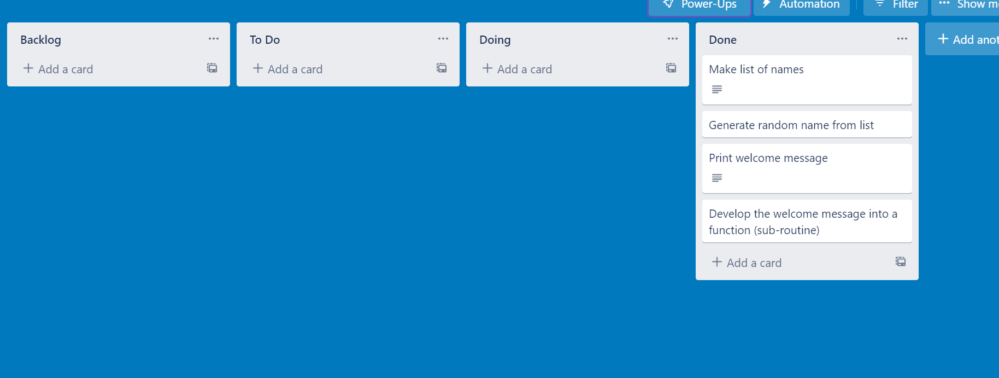 Power-Ups
Automation
Filter
Show
Backlog
Add a card
To Do
Add a card
Doing
Add a card
Done
Make list of names
Generate random name from list
Print welcome message
Develop the welcome message into a
function (sub-routine)
Add a card
Add